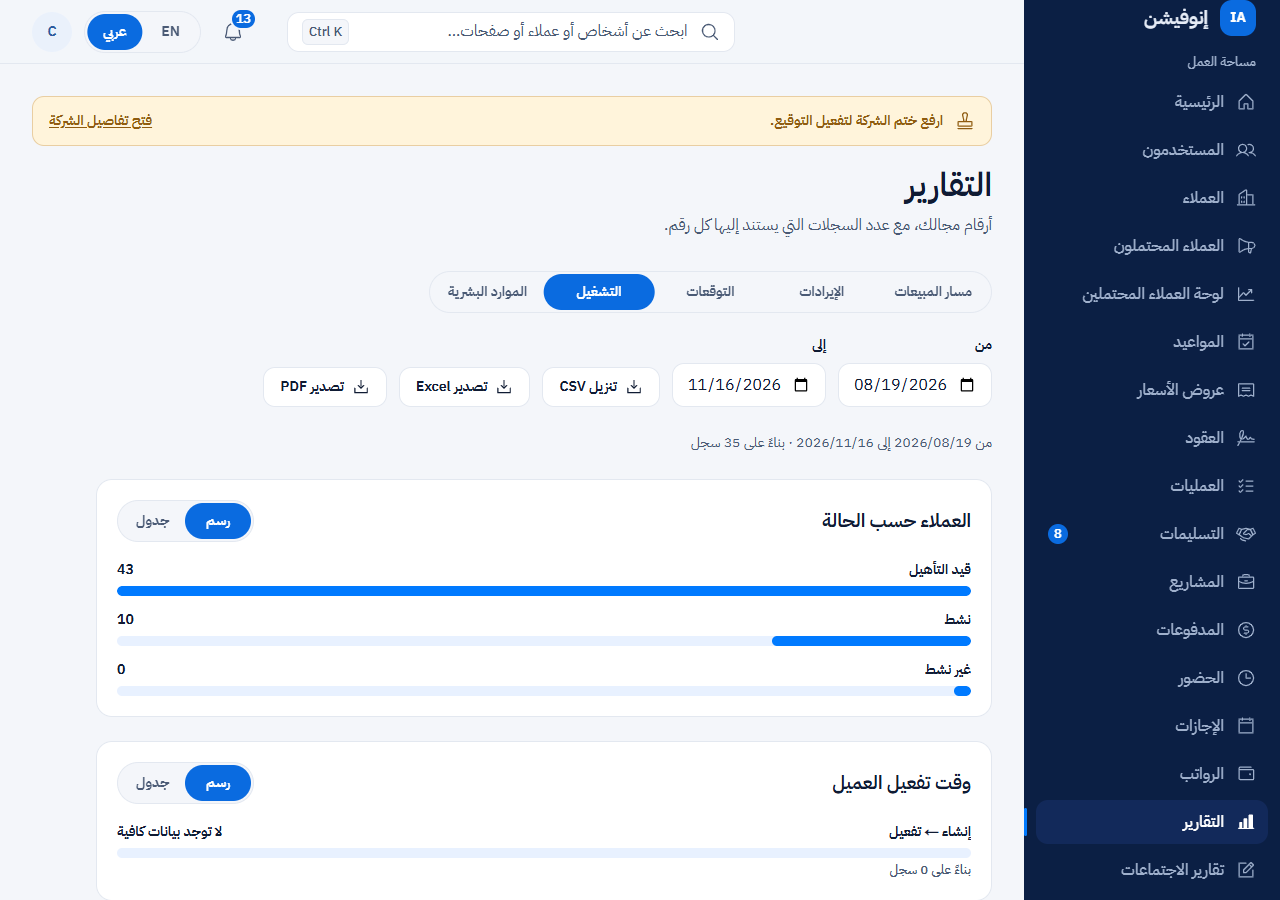 IA إنوفيشن
مساحة العمل
الرئيسية
المستخدمون
العملاء
العملاء المحتملون
لوحة العملاء المحتملين
المواعيد
عروض الأسعار
العقود
العمليات
التسليمات 8
المشاريع
المدفوعات
الحضور
الإجازات
الرواتب
التقارير
تقارير الاجتماعات
ابحث عن أشخاص أو عملاء أو صفحات... Ctrl K
13
EN عربي
C
ارفع ختم الشركة لتفعيل التوقيع. فتح تفاصيل الشركة
التقارير
أرقام مجالك، مع عدد السجلات التي يستند إليها كل رقم.
مسار المبيعات الإيرادات التوقعات التشغيل الموارد البشرية
من إلى
08/19/2026 11/16/2026 تنزيل CSV تصدير Excel تصدير PDF
من 2026/08/19 إلى 2026/11/16 · بناءً على 35 سجل
العملاء حسب الحالة رسم جدول
قيد التأهيل 43
نشط 10
غير نشط 0
وقت تفعيل العميل رسم جدول
إنشاء ← تفعيل لا توجد بيانات كافية
بناءً على 0 سجل